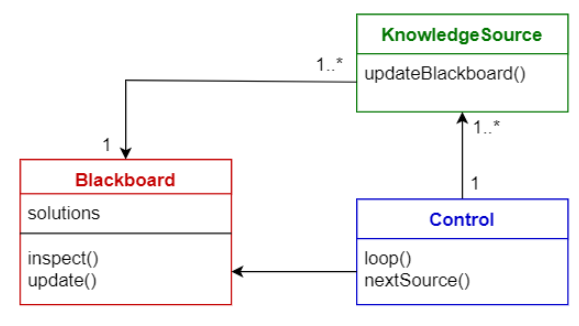 KnowledgeSource
updateBlackboard()
1..*
1
1..*
1
Blackboard
solutions
inspect()
update()
Control
loop()
nextSource()